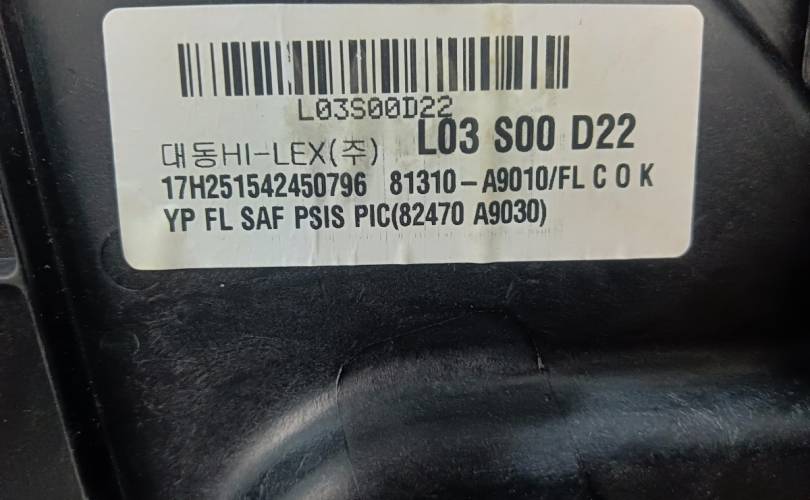 L03S00D22
대동HI-LEX(주) L03 S00 D22
17H251542450796 81310-A9010/FL C O K
YP FL SAF PSIS PIC(82470 A9030)